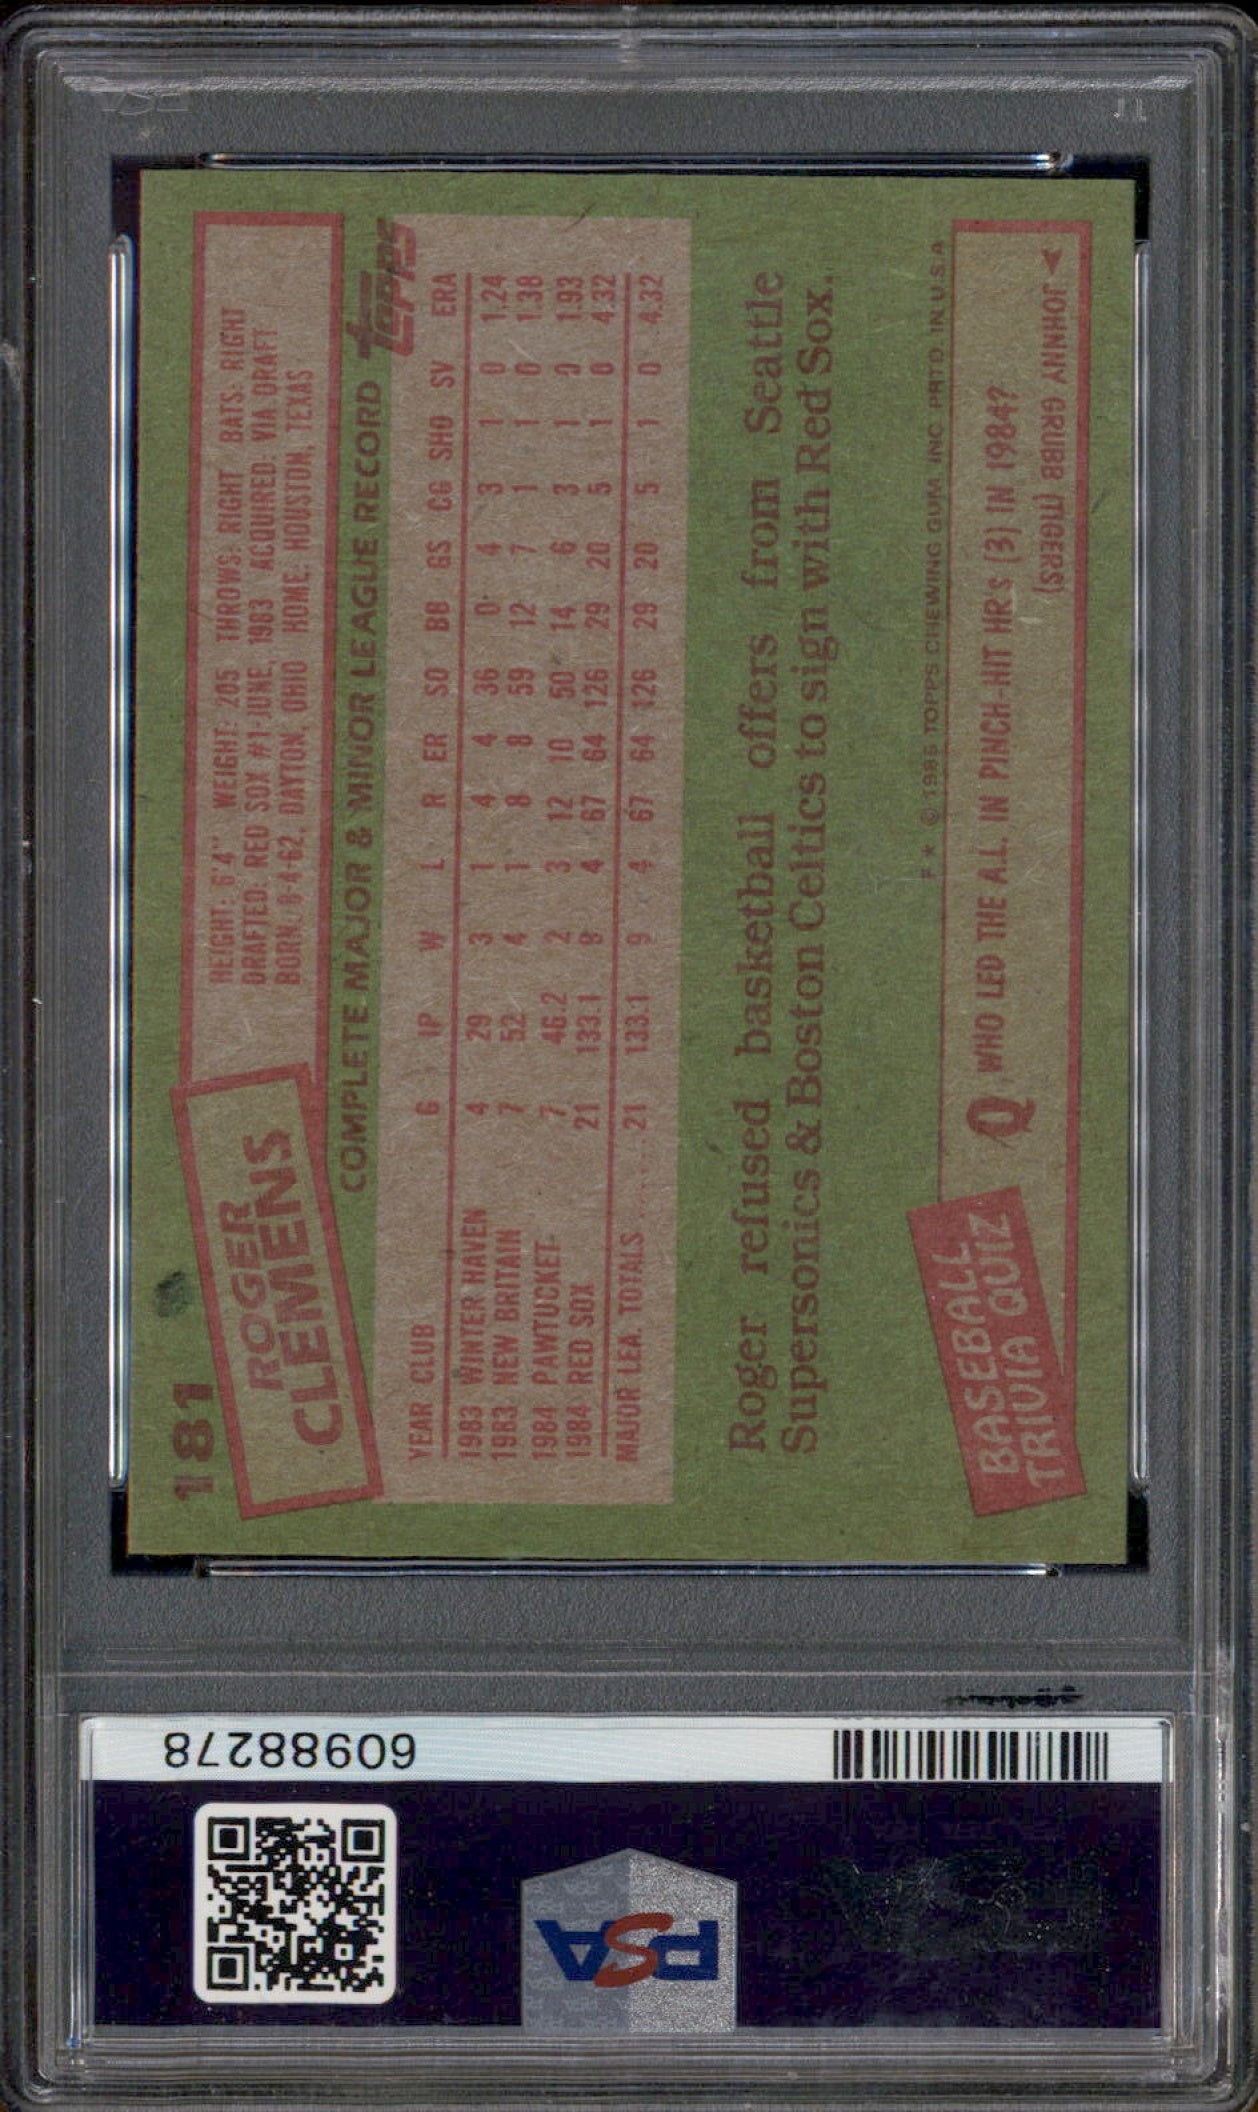 181
ROGER
CLEMENS
HEIGHT: 6'4" WEIGHT: 205 THROWS: RIGHT BATS: RIGHT
DRAFTED: RED SOX #1-JUNE, 1983 ACQUIRED: VIA DRAFT
BORN: 8-4-62, DAYTON, OHIO HOME: HOUSTON, TEXAS
COMPLETE MAJOR & MINOR LEAGUE RECORD
Topps
YEAR CLUB G IP W L R ER SO BB GS CG SHO SV ERA
1983 WINTER HAVEN 4 29 3 1 4 4 36 0 4 3 1 0 1.24
1983 NEW BRITAIN 7 52 4 1 8 8 59 12 7 1 1 0 1.38
1984 PAWTUCKET 7 46.2 2 3 12 10 50 14 6 3 1 0 1.93
1984 RED SOX 21 133.1 9 4 67 64 126 29 20 5 1 0 4.32
MAJOR LEA. TOTALS ..... 21 133.1 9 4 67 64 126 29 20 5 1 0 4.32
Roger refused basketball offers from Seattle
Supersonics & Boston Celtics to sign with Red Sox.
F* © 1985 TOPPS CHEWING GUM, INC. PRTD. IN U.S.A.
BASEBALL
TRIVIA QUIZ
Q. WHO LED THE A.L. IN PINCH-HIT HR's (3) IN 1984?
JOHNNY GRUBB (TIGERS)
60988278
PSA
PSA